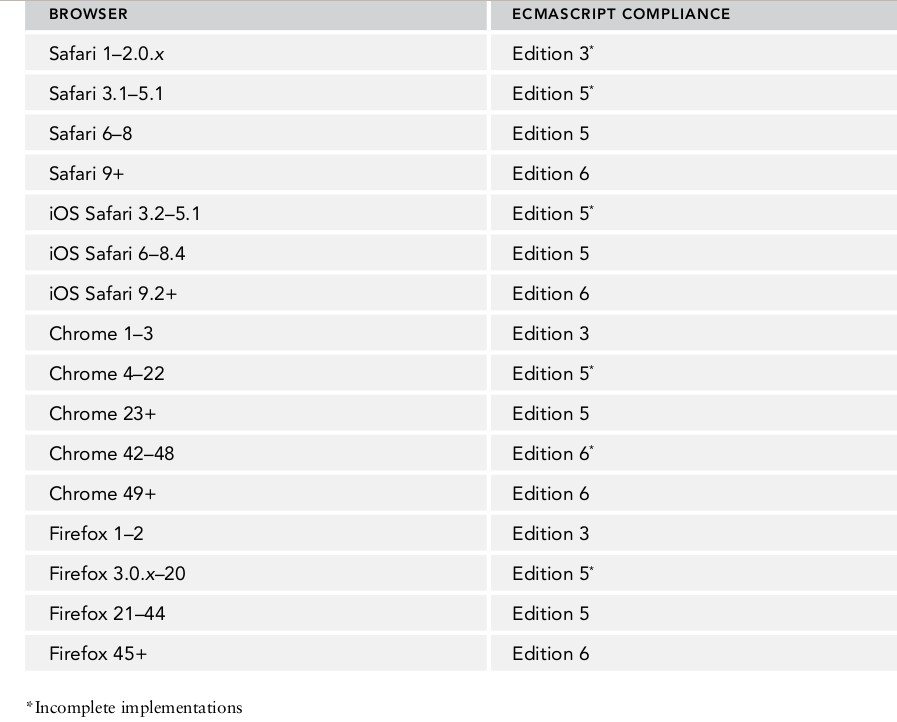 BROWSER ECMASCRIPT COMPLIANCE
Safari 1–2.0.x Edition 3*
Safari 3.1–5.1 Edition 5*
Safari 6–8 Edition 5
Safari 9+ Edition 6
iOS Safari 3.2–5.1 Edition 5*
iOS Safari 6–8.4 Edition 5
iOS Safari 9.2+ Edition 6
Chrome 1–3 Edition 3
Chrome 4–22 Edition 5*
Chrome 23+ Edition 5
Chrome 42–48 Edition 6*
Chrome 49+ Edition 6
Firefox 1–2 Edition 3
Firefox 3.0.x–20 Edition 5*
Firefox 21–44 Edition 5
Firefox 45+ Edition 6
*Incomplete implementations